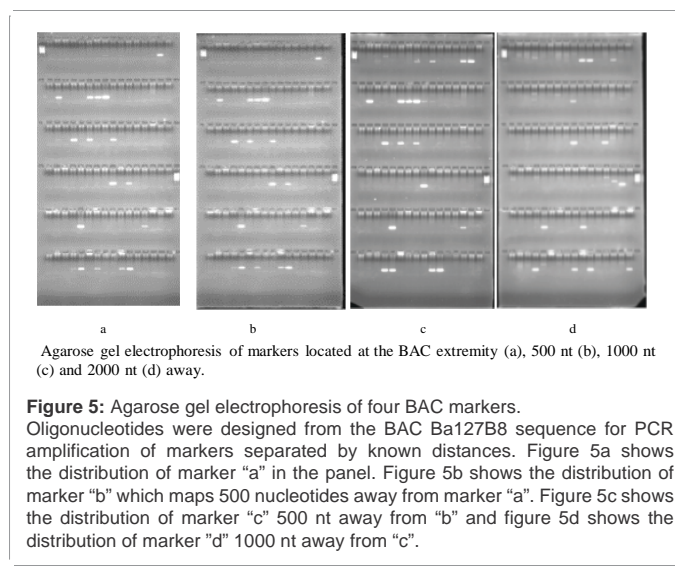 a b c d
Agarose gel electrophoresis of markers located at the BAC extremity (a), 500 nt (b), 1000 nt
(c) and 2000 nt (d) away.
Figure 5: Agarose gel electrophoresis of four BAC markers.
Oligonucleotides were designed from the BAC Ba127B8 sequence for PCR
amplification of markers separated by known distances. Figure 5a shows
the distribution of marker “a” in the panel. Figure 5b shows the distribution of
marker “b” which maps 500 nucleotides away from marker “a”. Figure 5c shows
the distribution of marker “c” 500 nt away from “b” and figure 5d shows the
distribution of marker ”d” 1000 nt away from “c”.